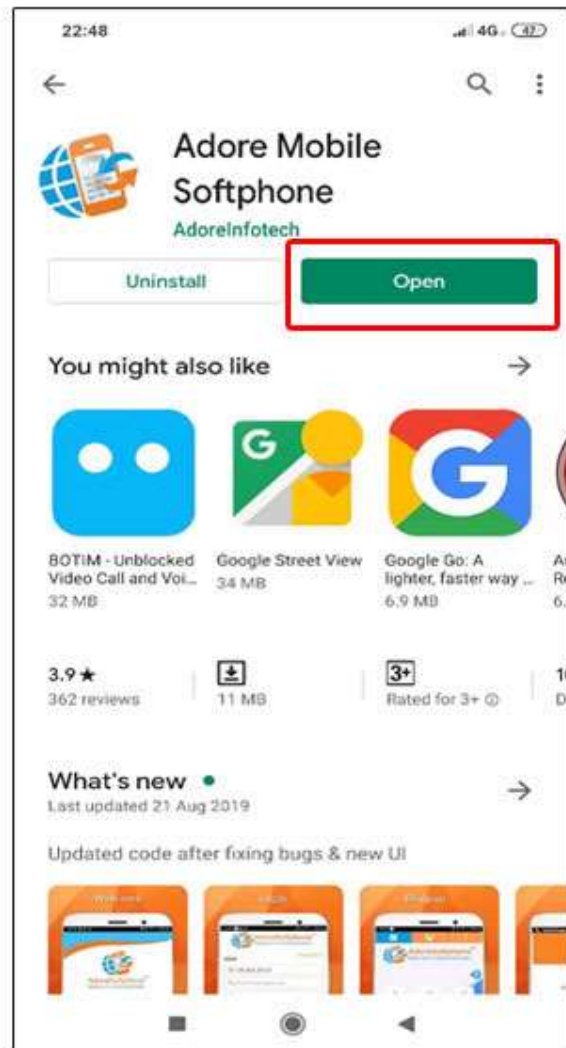 22:48
4G 47
Adore Mobile
Softphone
AdoreInfotech
Uninstall
Open
You might also like
G
G
BOTIM - Unblocked
Video Call and Voi...
32 MB
Google Street View
34 MB
Google Go: A
lighter, faster way ...
6.9 MB
3.9★
362 reviews
11 MB
3+
Rated for 3+
What's new
Last updated 21 Aug 2019
Updated code after fixing bugs & new UI